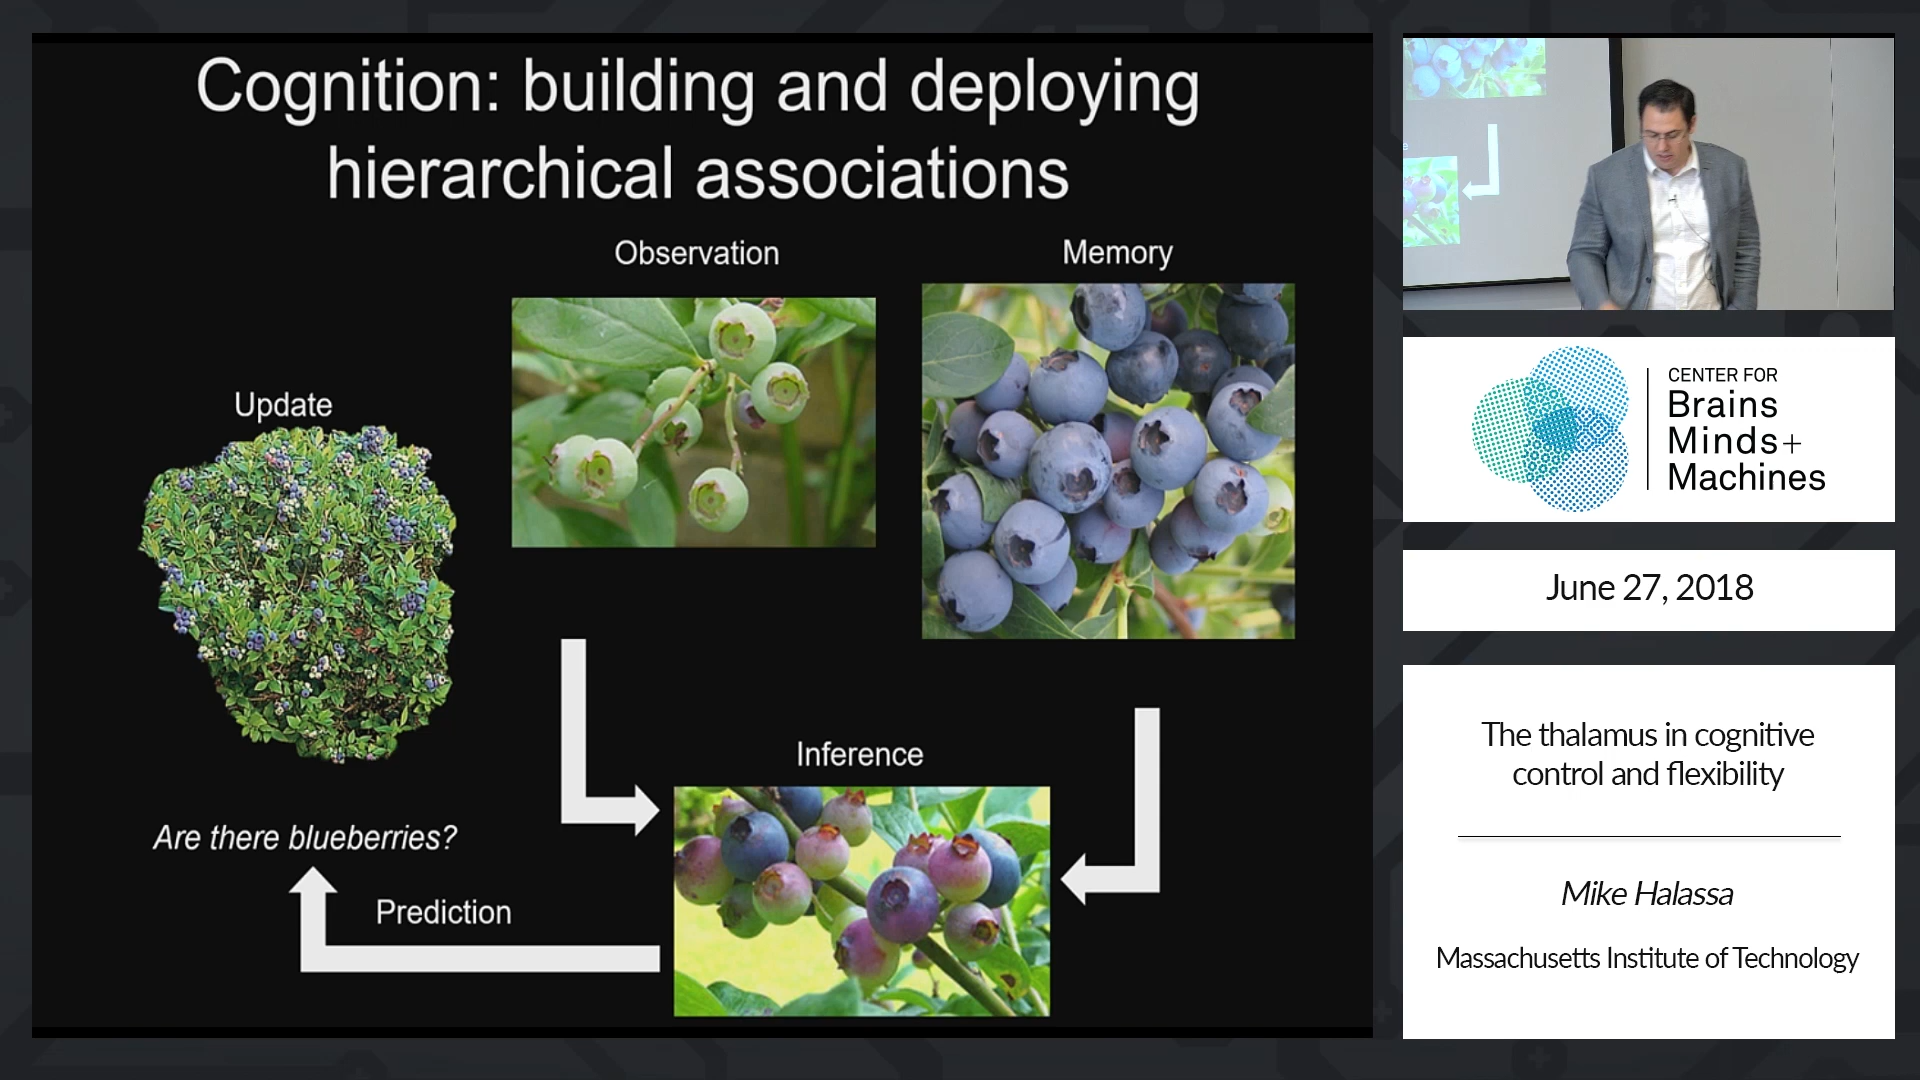 Cognition: building and deploying
hierarchical associations
Observation
Memory
Update
Inference
Are there blueberries?
Prediction
CENTER FOR
Brains
Minds+
Machines
June 27, 2018
The thalamus in cognitive
control and flexibility
Mike Halassa
Massachusetts Institute of Technology